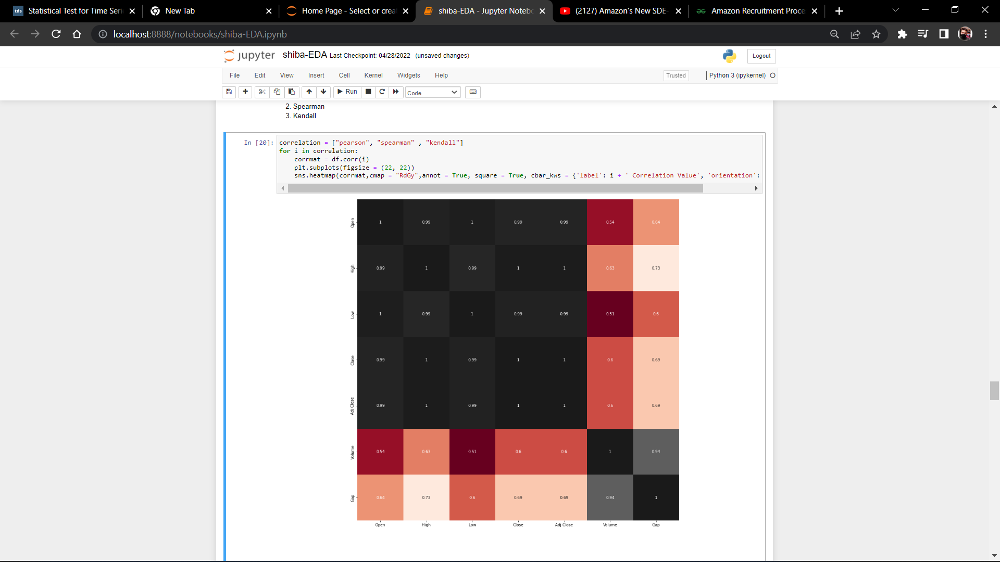 tds Statistical Test for Time Seri New Tab Home Page - Select or crea shiba-EDA - Jupyter Notebo (2127) Amazon's New SDE- Amazon Recruitment Proce
localhost:8888/notebooks/shiba-EDA.ipynb
jupyter shiba-EDA Last Checkpoint: 04/28/2022 (unsaved changes) Logout
File Edit View Insert Cell Kernel Widgets Help Trusted Python 3 (ipykernel)
Run Code
2. Spearman
3. Kendall
In [20]: correlation = ["pearson", "spearman" , "kendall"]
for i in correlation:
    corrmat = df.corr(i)
    plt.subplots(figsize = (22, 22))
    sns.heatmap(corrmat,cmap = "RdGy",annot = True, square = True, cbar_kws = {'label': i + ' Correlation Value', 'orientation':
Open 1 0.99 1 0.99 0.99 0.54 0.64
High 0.99 1 0.99 1 1 0.63 0.73
Low 1 0.99 1 0.99 0.99 0.51 0.6
Close 0.99 1 0.99 1 1 0.6 0.69
Adj Close 0.99 1 0.99 1 1 0.6 0.69
Volume 0.54 0.63 0.51 0.6 0.6 1 0.94
Gap 0.64 0.73 0.6 0.69 0.69 0.94 1
Open High Low Close Adj Close Volume Gap